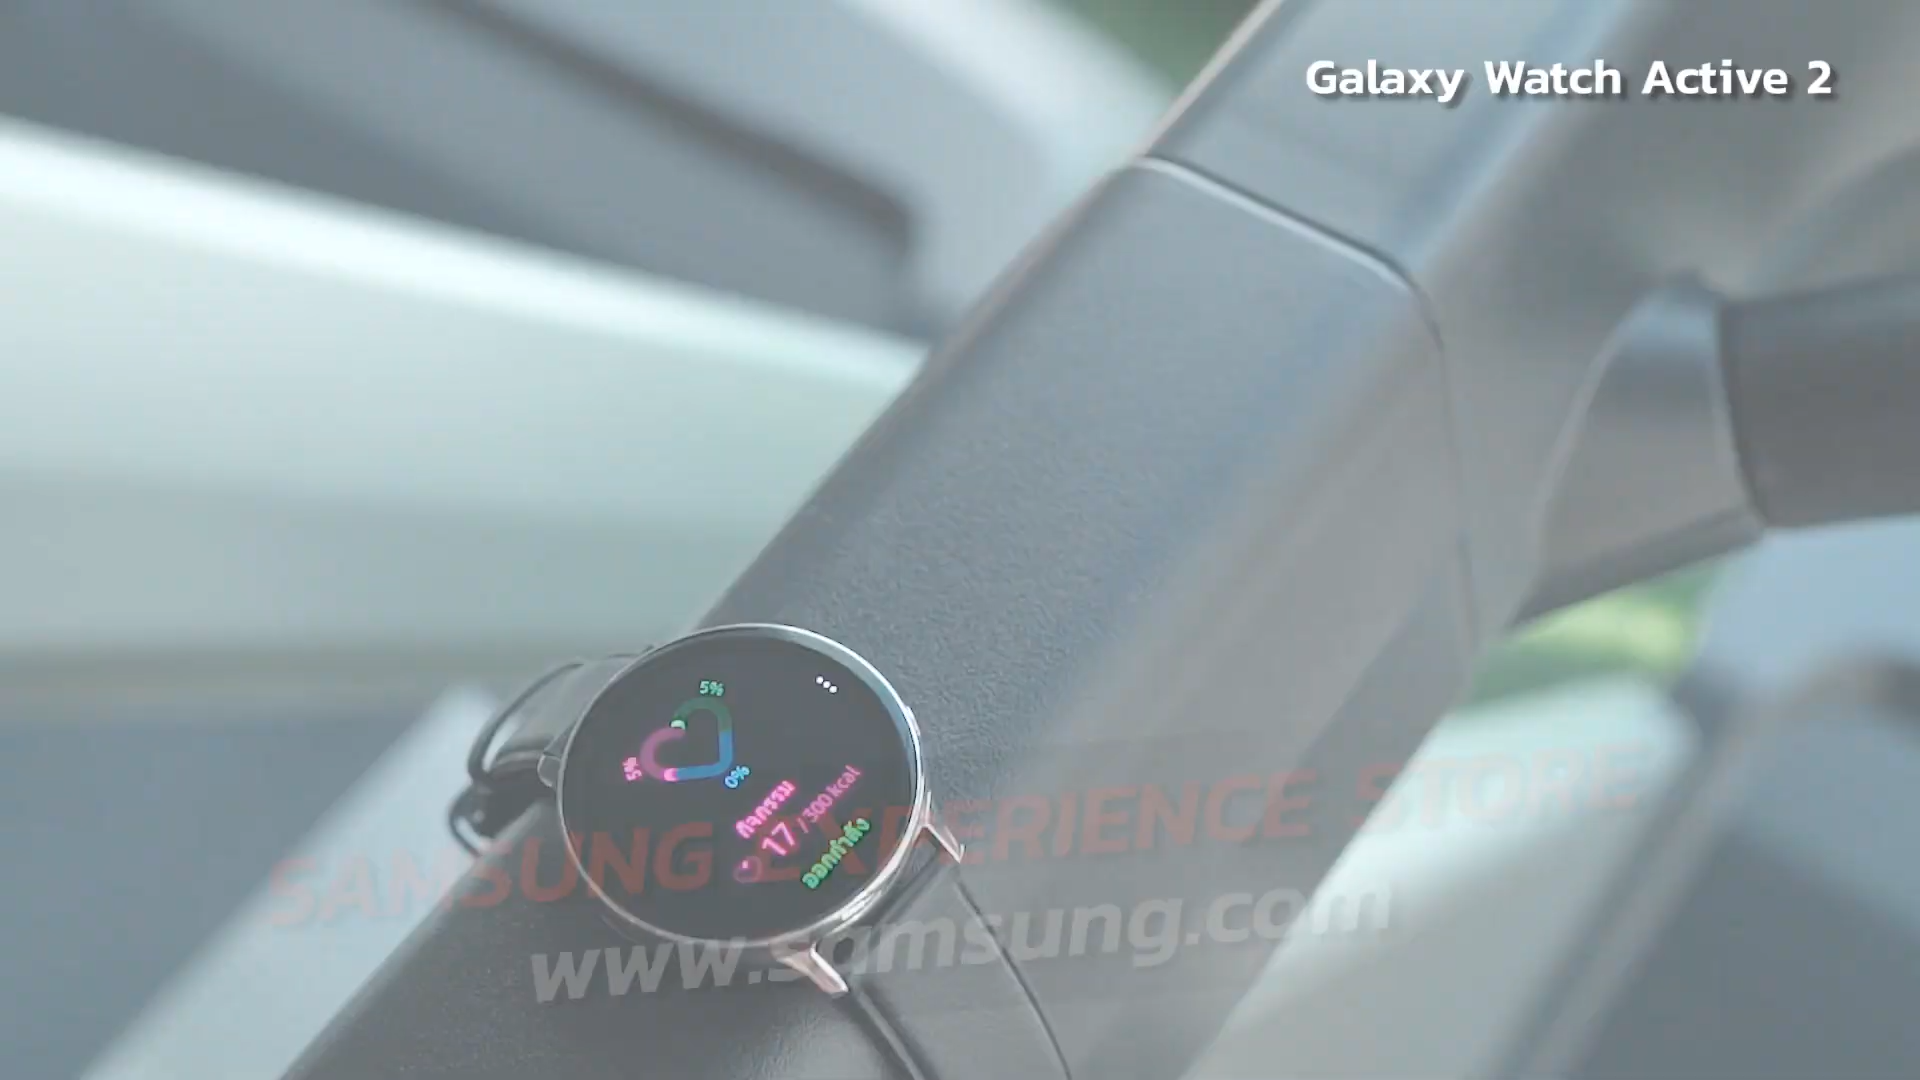 Galaxy Watch Active 2
5%
5%
0%
กิจกรรม
17 / 300 kcal
ออกกำลัง
SAMSUNG EXPERIENCE STORE
www.samsung.com